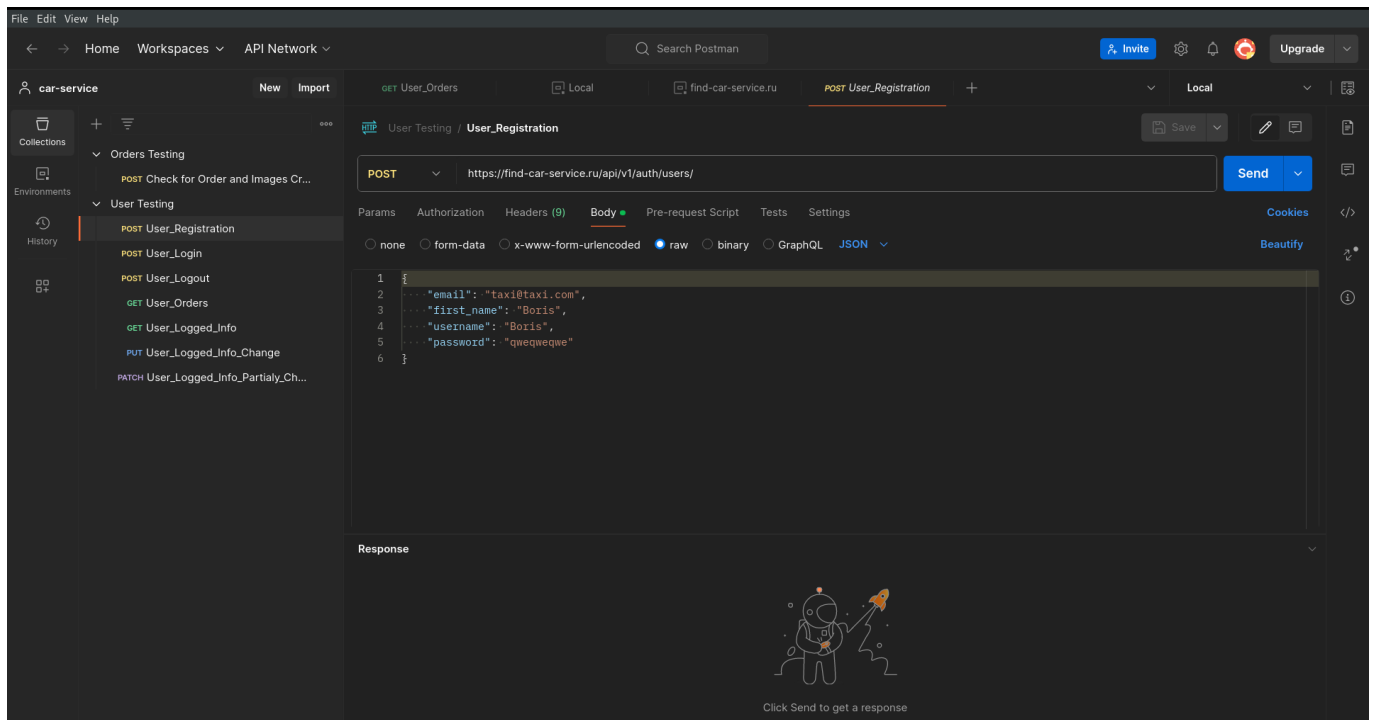 File Edit View Help
Home Workspaces API Network Search Postman Invite Upgrade
car-service New Import GET User_Orders Local find-car-service.ru POST User_Registration Local
Collections
Environments
History
Orders Testing
POST Check for Order and Images Cr...
User Testing
POST User_Registration
POST User_Login
POST User_Logout
GET User_Orders
GET User_Logged_Info
PUT User_Logged_Info_Change
PATCH User_Logged_Info_Partialy_Ch...
HTTP User Testing / User_Registration Save
POST https://find-car-service.ru/api/v1/auth/users/ Send
Params Authorization Headers (9) Body Pre-request Script Tests Settings Cookies
none form-data x-www-form-urlencoded raw binary GraphQL JSON Beautify
1 {
2 "email": "taxi@taxi.com",
3 "first_name": "Boris",
4 "username": "Boris",
5 "password": "qweqweqwe"
6 }
Response
Click Send to get a response